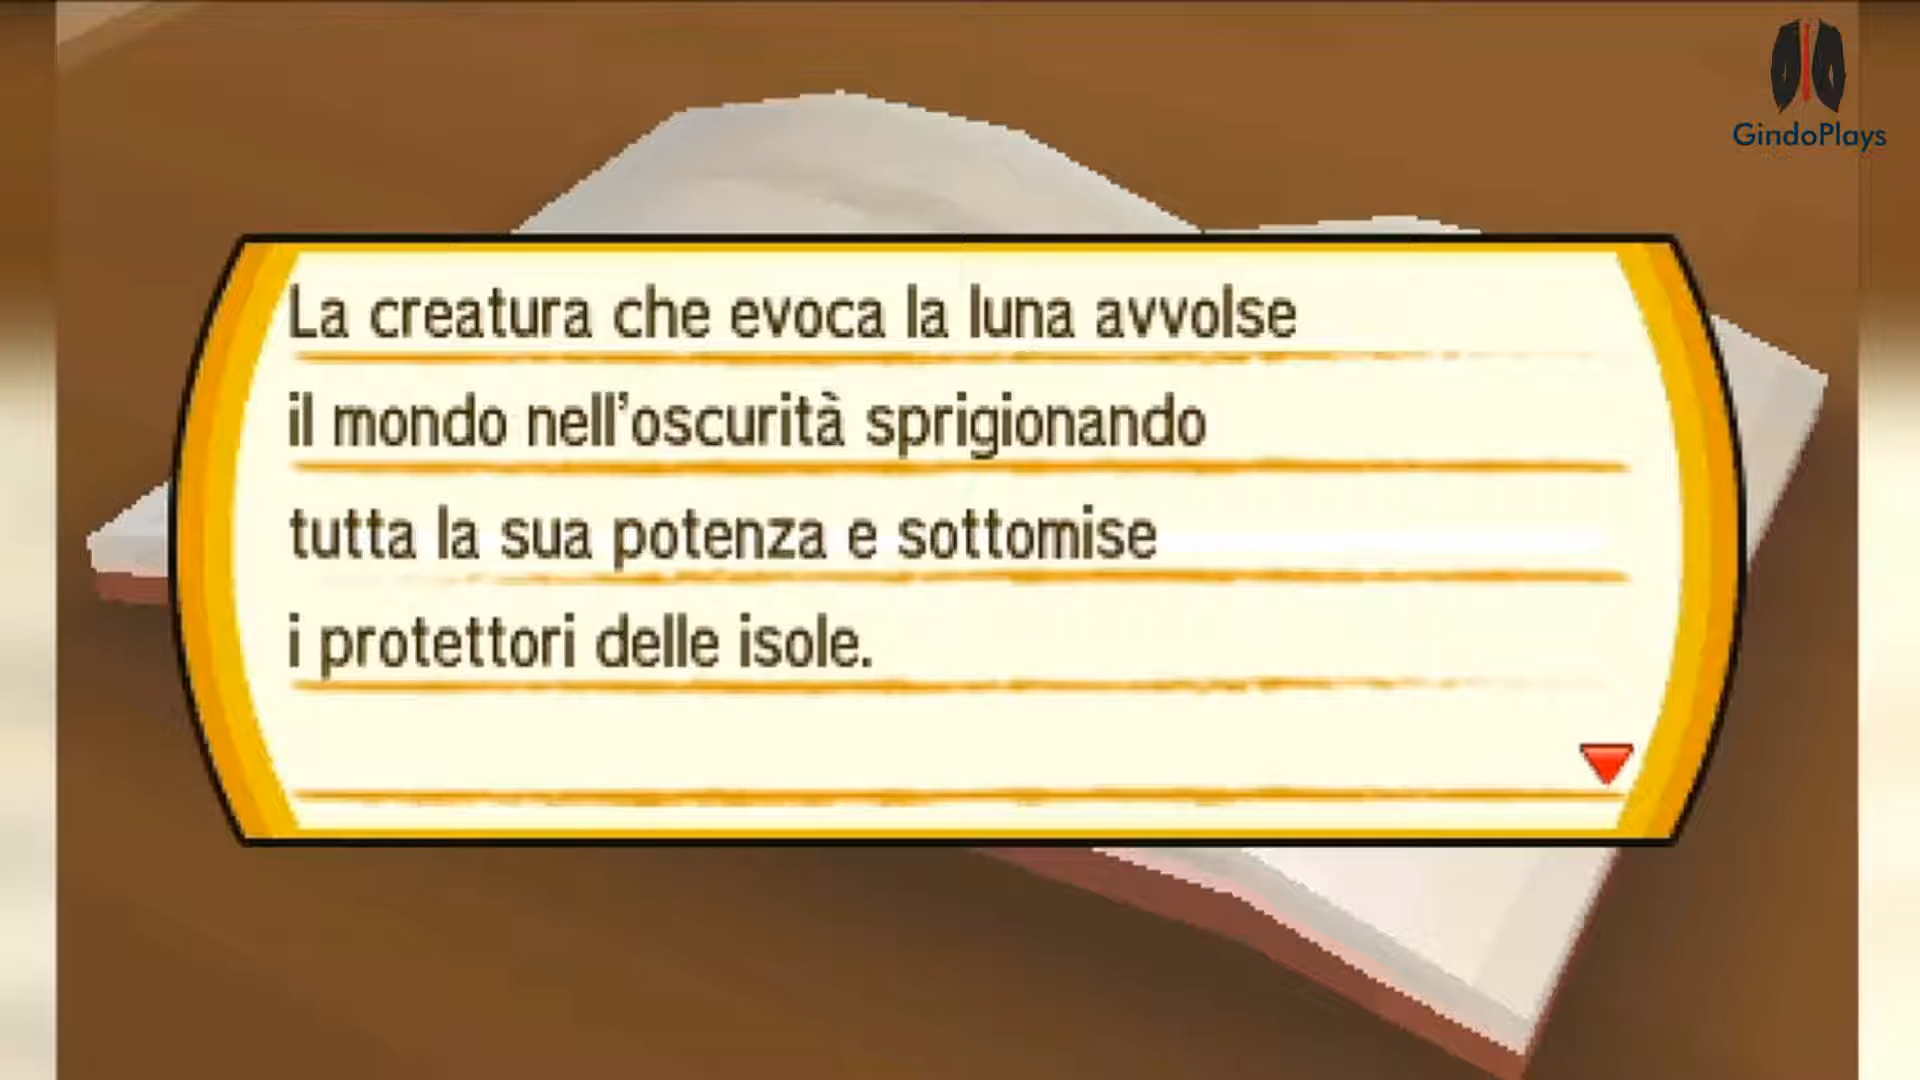 GindoPlays
La creatura che evoca la luna avvolse
il mondo nell'oscurità sprigionando
tutta la sua potenza e sottomise
i protettori delle isole.